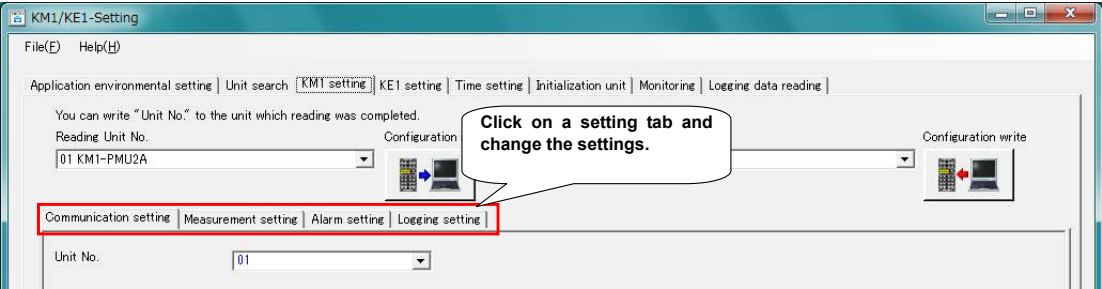 KM1/KE1-Setting
File(F) Help(H)
Application environmental setting Unit search KM1 setting KE1 setting Time setting Initialization unit Monitoring Logging data reading
You can write "Unit No." to the unit which reading was completed.
Reading Unit No. Configuration Configuration write
01 KM1-PMU2A
Click on a setting tab and
change the settings.
Communication setting Measurement setting Alarm setting Logging setting
Unit No. 01